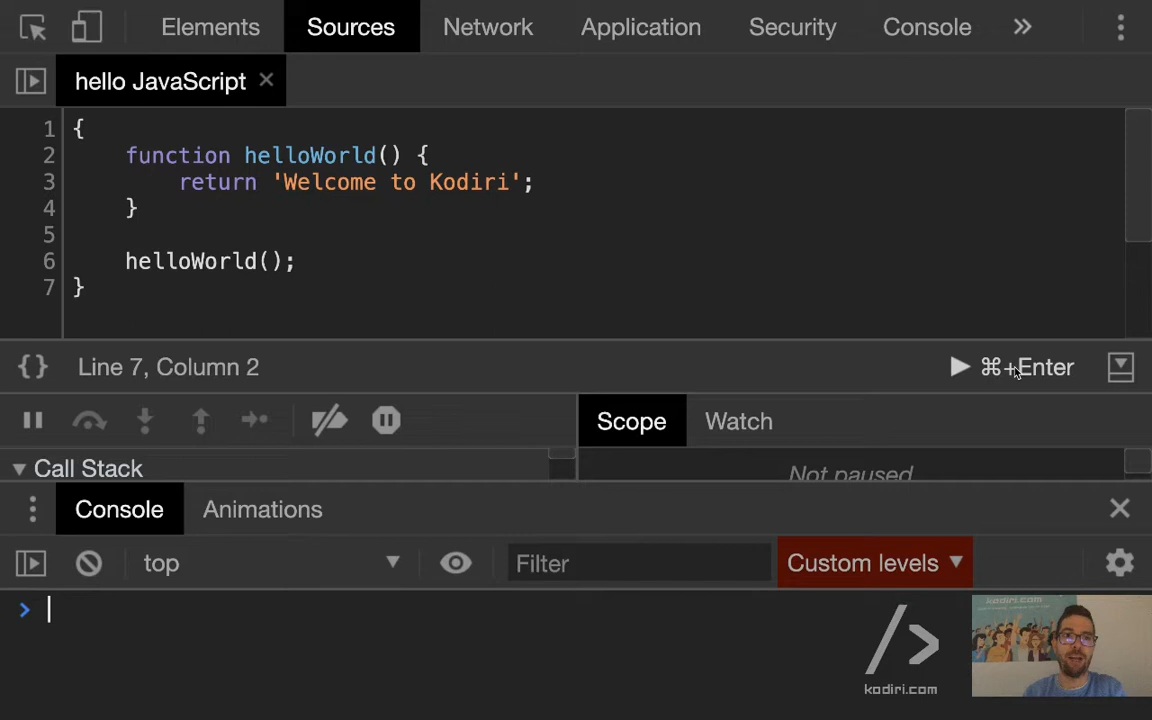 Elements Sources Network Application Security Console »
hello JavaScript ×
1 {
2 function helloWorld() {
3 return 'Welcome to Kodiri';
4 }
5
6 helloWorld();
7 }
{} Line 7, Column 2 ⌘+Enter
Scope Watch
Call Stack
Not paused
Console Animations
top Filter Custom levels
>
kodiri.com
kodiri.com